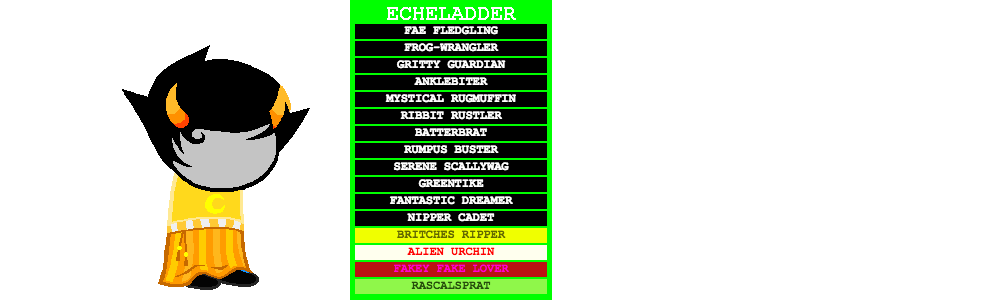 ECHELADDER
FAE FLEDGLING
FROG-WRANGLER
GRITTY GUARDIAN
ANKLEBITER
MYSTICAL RUGMUFFIN
RIBBIT RUSTLER
BATTERBRAT
RUMPUS BUSTER
SERENE SCALLYWAG
GREENTIKE
FANTASTIC DREAMER
NIPPER CADET
BRITCHES RIPPER
ALIEN URCHIN
FAKEY FAKE LOVER
RASCALSPRAT